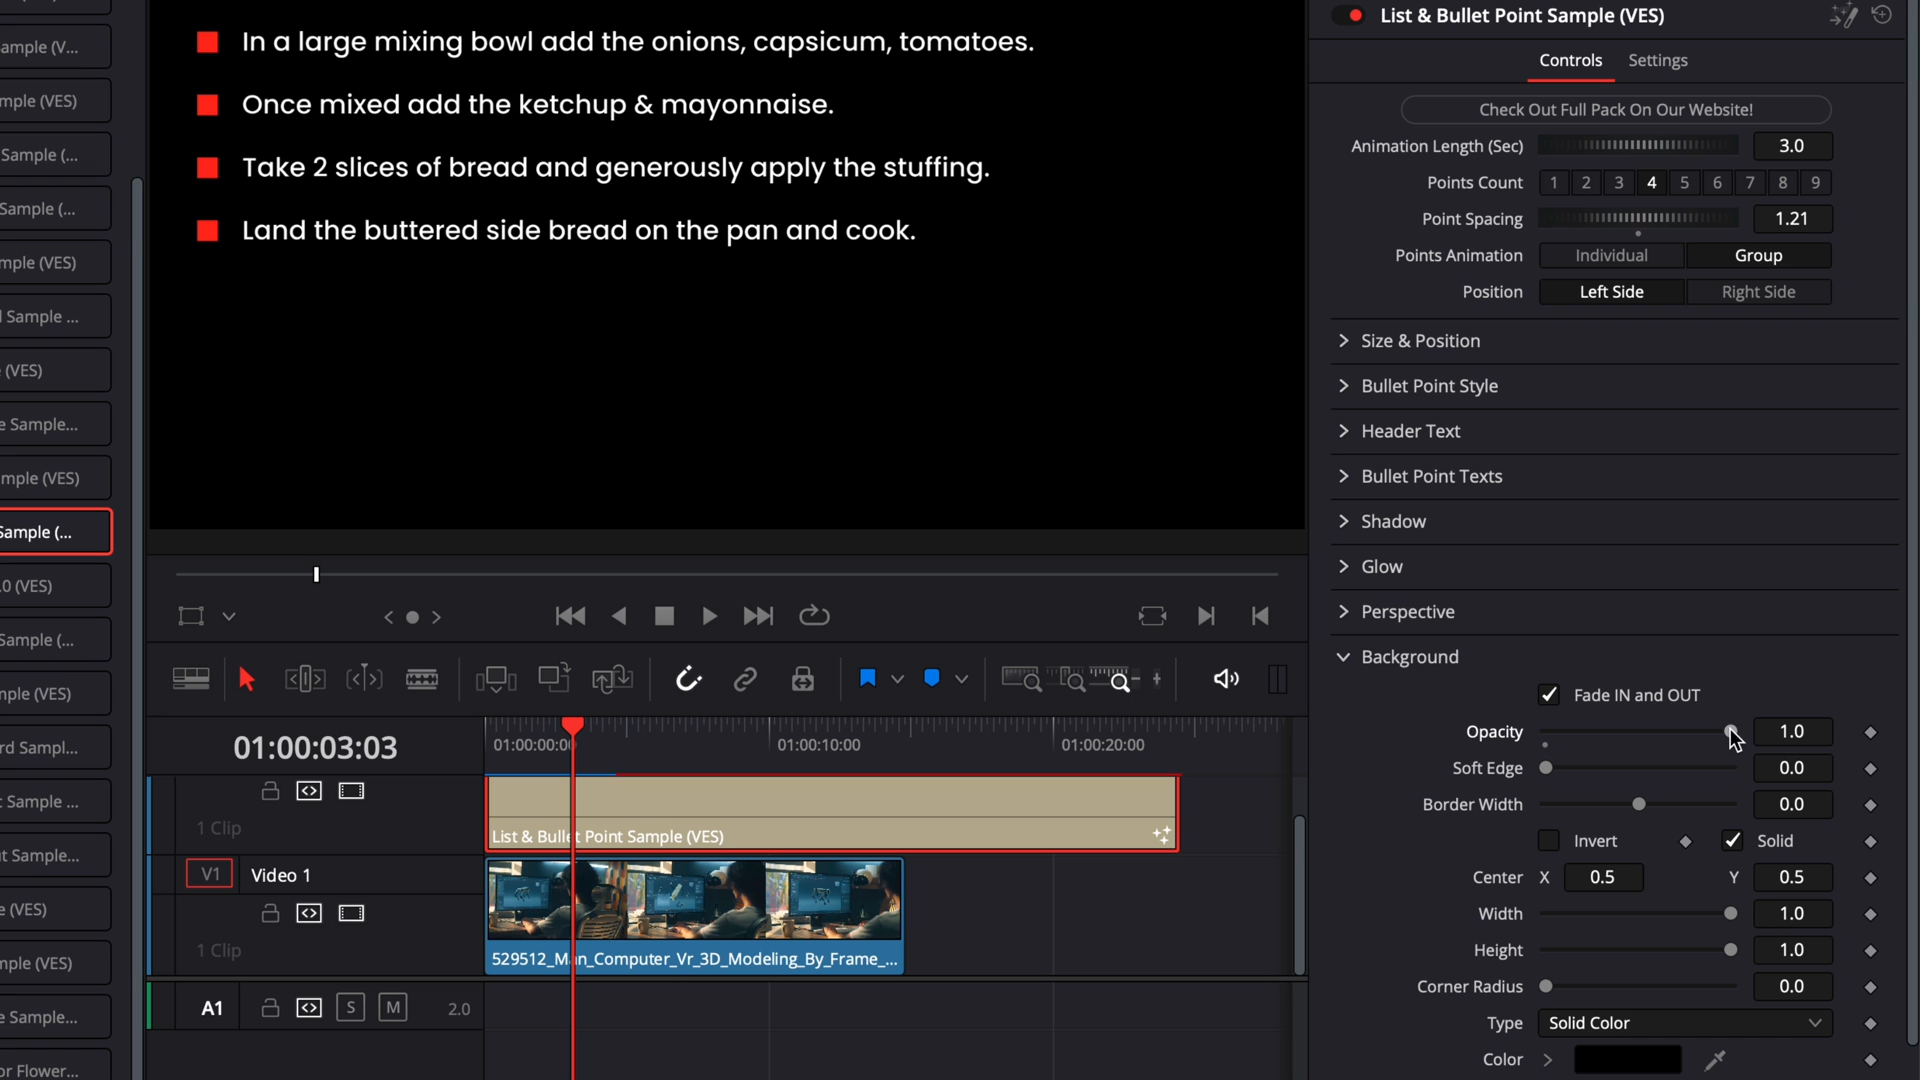 ample (V...
mple (VES)
Sample (...
Sample (...
mple (VES)
l Sample ...
(VES)
e Sample...
mple (VES)
Sample (...
.0 (VES)
Sample (...
mple (VES)
rd Sampl...
t Sample ...
ut Sample...
e (VES)
mple (VES)
e Sample...
or Flower...
In a large mixing bowl add the onions, capsicum, tomatoes.
Once mixed add the ketchup & mayonnaise.
Take 2 slices of bread and generously apply the stuffing.
Land the buttered side bread on the pan and cook.
01:00:03:03
01:00:00:00
01:00:10:00
01:00:20:00
1 Clip
List & Bullet Point Sample (VES)
V1 Video 1
1 Clip
529512_Man_Computer_Vr_3D_Modeling_By_Frame_...
A1 S M 2.0
List & Bullet Point Sample (VES)
Controls Settings
Check Out Full Pack On Our Website!
Animation Length (Sec) 3.0
Points Count 1 2 3 4 5 6 7 8 9
Point Spacing 1.21
Points Animation Individual Group
Position Left Side Right Side
Size & Position
Bullet Point Style
Header Text
Bullet Point Texts
Shadow
Glow
Perspective
Background
Fade IN and OUT
Opacity 1.0
Soft Edge 0.0
Border Width 0.0
Invert Solid
Center X 0.5 Y 0.5
Width 1.0
Height 1.0
Corner Radius 0.0
Type Solid Color
Color